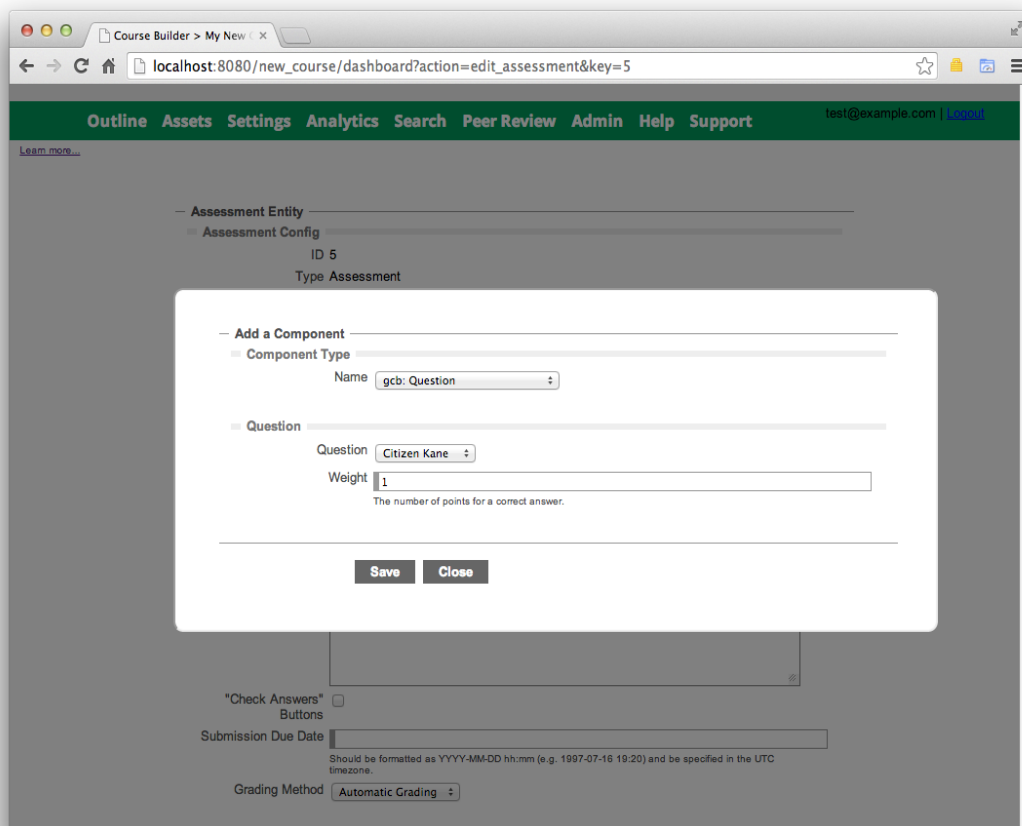 Course Builder > My New C
localhost:8080/new_course/dashboard?action=edit_assessment&key=5
Outline Assets Settings Analytics Search Peer Review Admin Help Support
test@example.com | Logout
Learn more...
Assessment Entity
Assessment Config
ID 5
Type Assessment
Add a Component
Component Type
Name gcb: Question
Question
Question Citizen Kane
Weight 1
The number of points for a correct answer.
Save Close
"Check Answers"
Buttons
Submission Due Date
Should be formatted as YYYY-MM-DD hh:mm (e.g. 1997-07-16 19:20) and be specified in the UTC
timezone.
Grading Method Automatic Grading